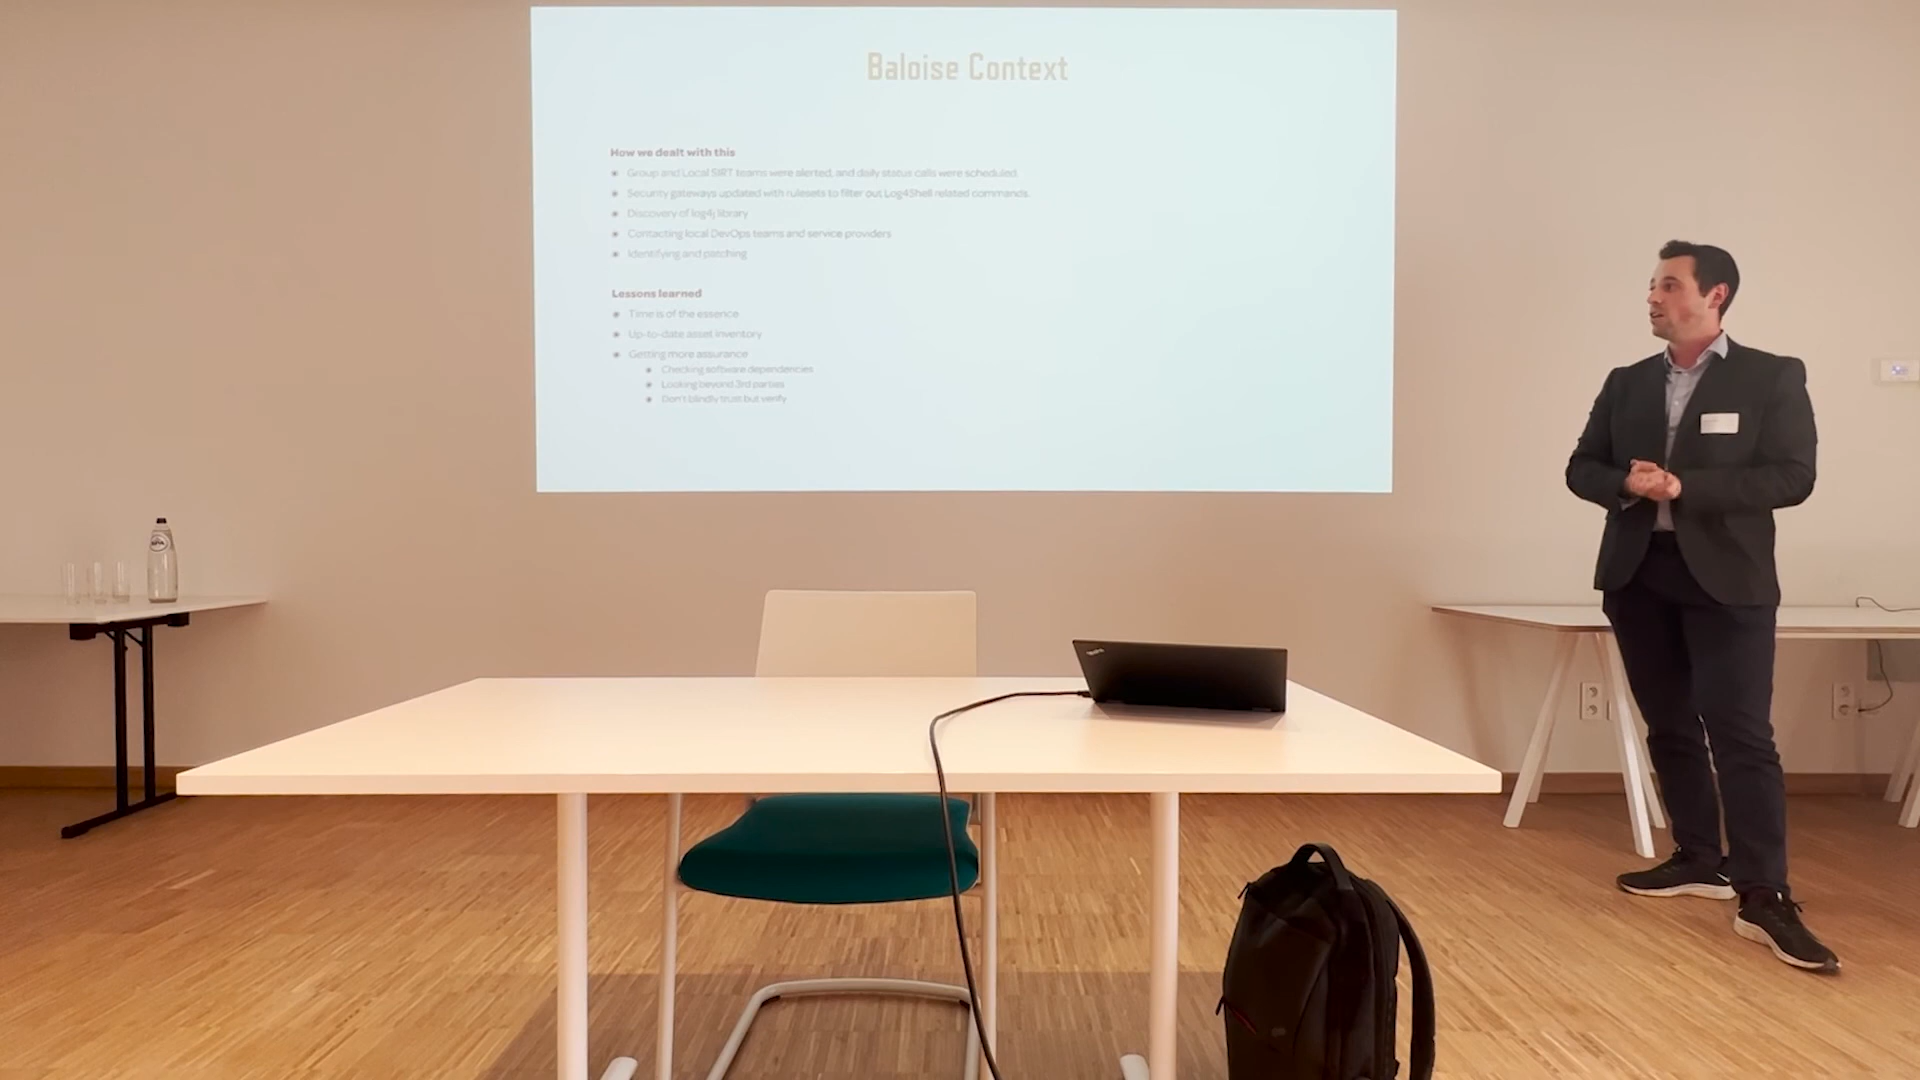 Baloise Context
How we dealt with this
Group and Local SIRT teams were alerted, and daily status calls were scheduled.
Security gateways updated with rulesets to filter out Log4Shell related commands.
Discovery of log4j library
Contacting local DevOps teams and service providers
Identifying and patching
Lessons learned
Time is of the essence
Up-to-date asset inventory
Getting more assurance
Checking software dependencies
Looking beyond 3rd parties
Don't blindly trust but verify
SPA
ThinkPad